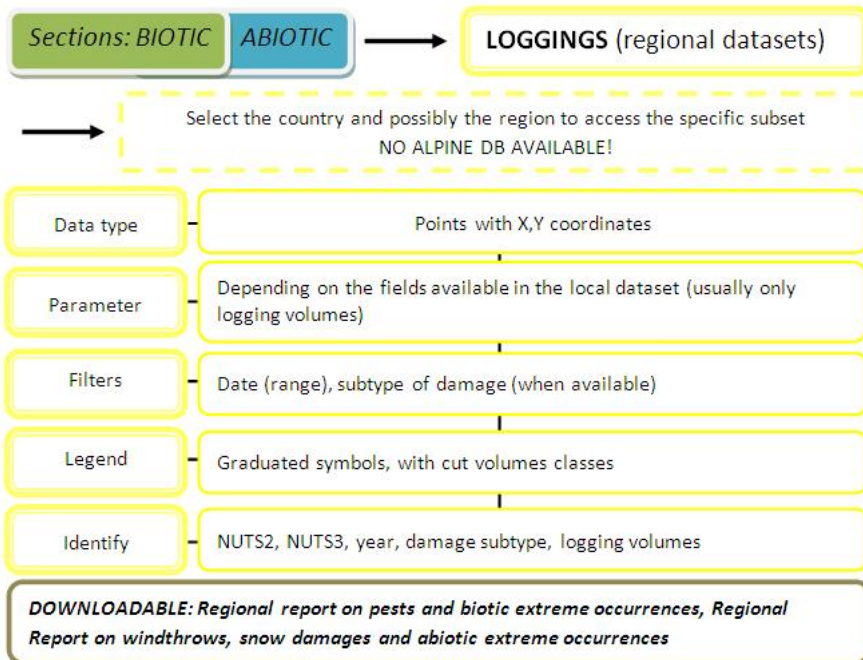 Sections: BIOTIC ABIOTIC LOGGINGS (regional datasets)
Select the country and possibly the region to access the specific subset
NO ALPINE DB AVAILABLE!
Data type
Points with X,Y coordinates
Parameter
Depending on the fields available in the local dataset (usually only
logging volumes)
Filters
Date (range), subtype of damage (when available)
Legend
Graduated symbols, with cut volumes classes
Identify
NUTS2, NUTS3, year, damage subtype, logging volumes
DOWNLOADABLE: Regional report on pests and biotic extreme occurrences, Regional
Report on windthrows, snow damages and abiotic extreme occurrences